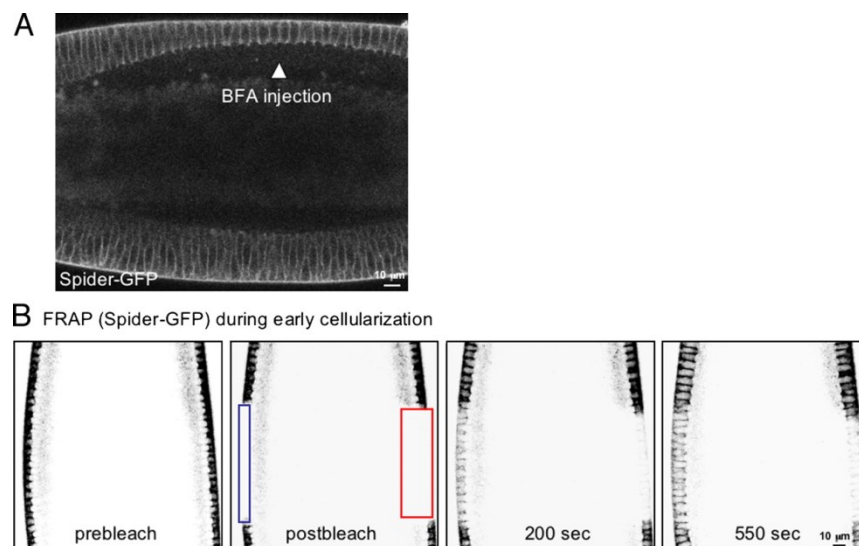 A
BFA injection
Spider-GFP
10 μm
B FRAP (Spider-GFP) during early cellularization
prebleach
postbleach
200 sec
550 sec
10 μm